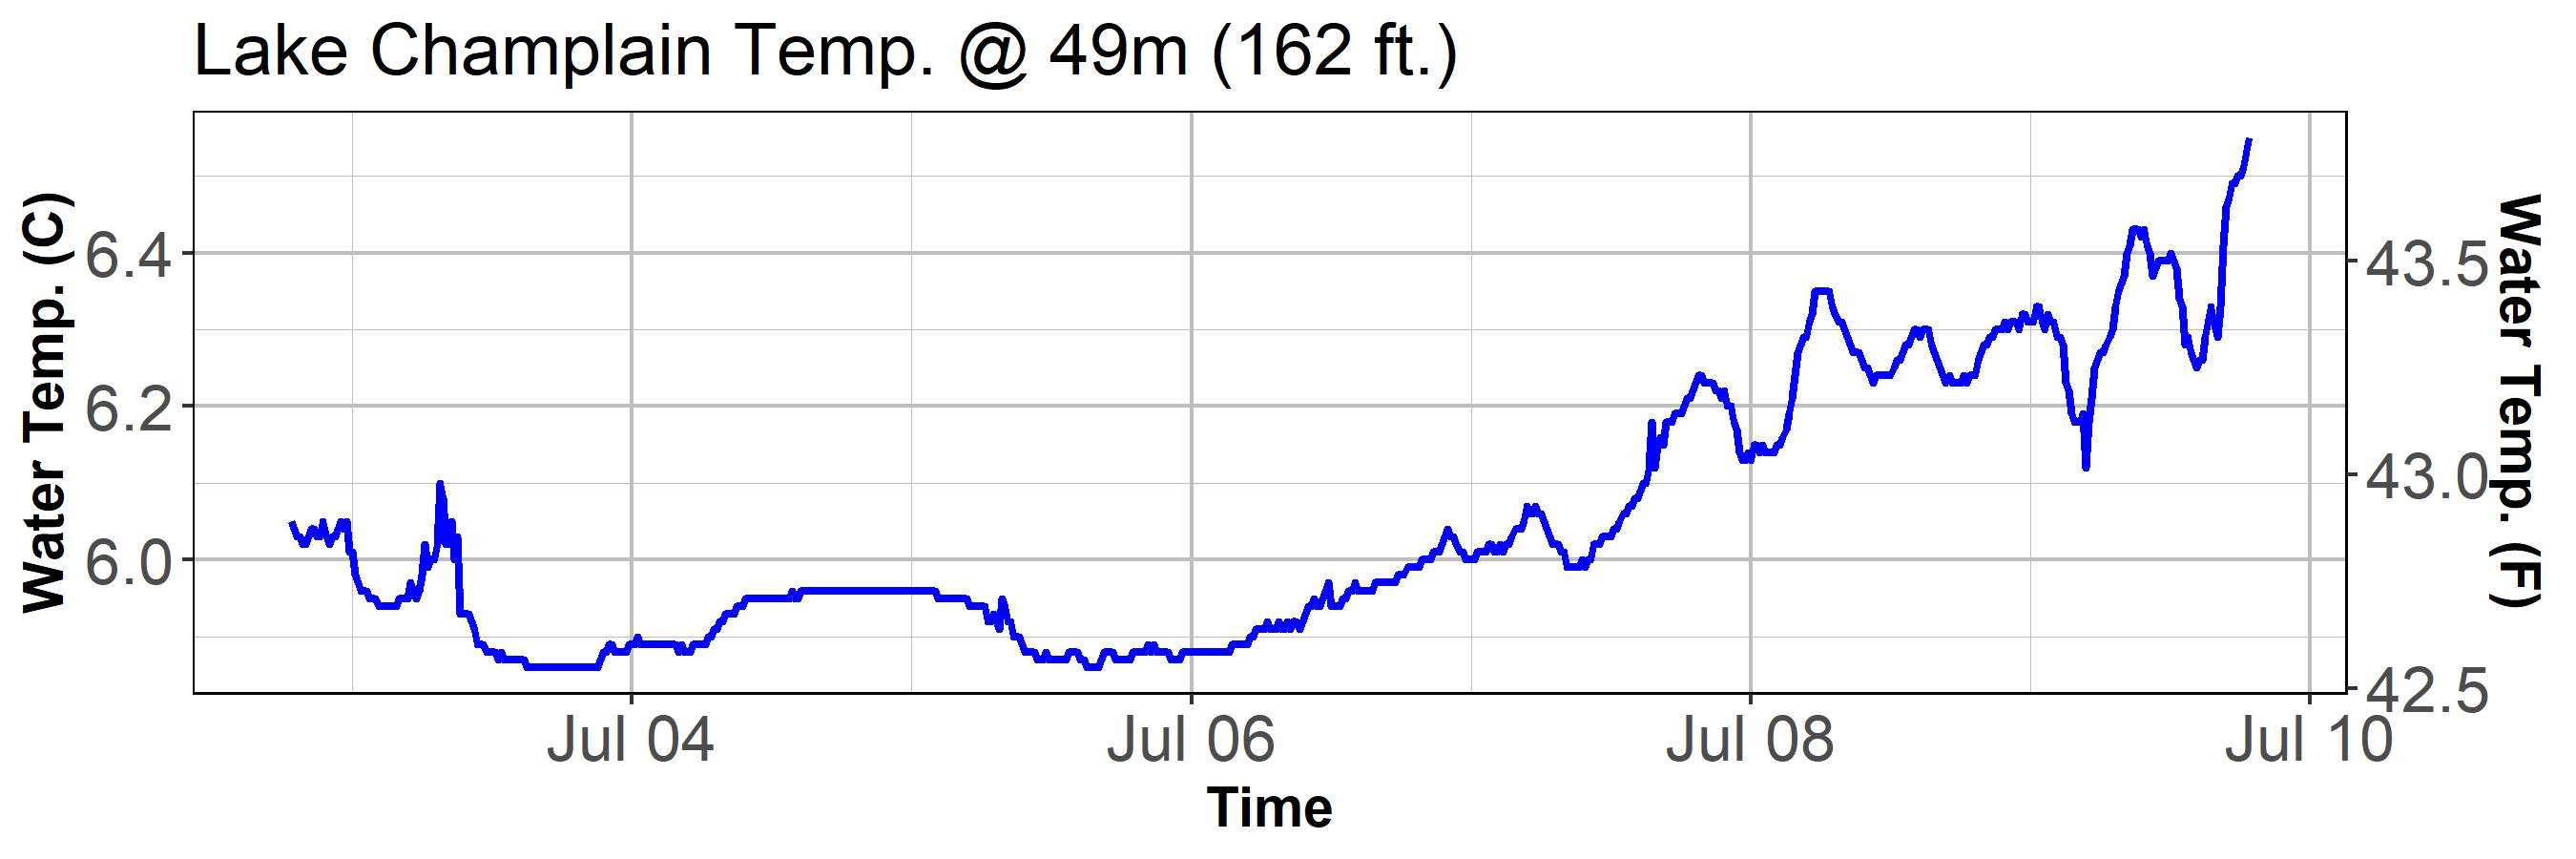 Lake Champlain Temp. @ 49m (162 ft.)
Water Temp. (C)
6.4
6.2
6.0
43.5
43.0
42.5
Water Temp. (F)
Jul 04 Jul 06 Jul 08 Jul 10
Time